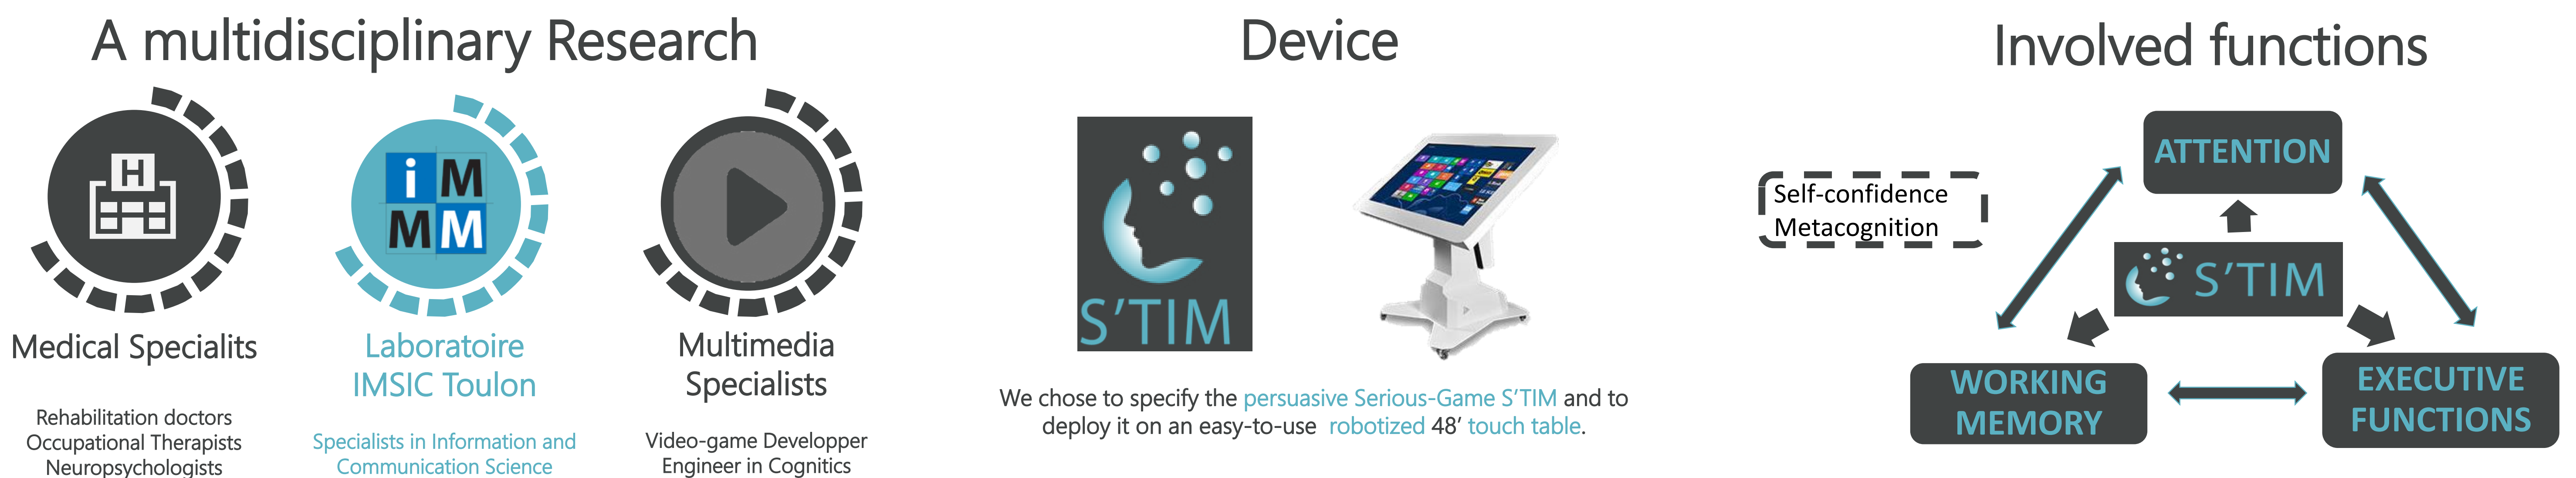 A multidisciplinary Research
H
i M
M M
Medical Specialits
Rehabilitation doctors
Occupational Therapists
Neuropsychologists
Laboratoire
IMSIC Toulon
Specialists in Information and
Communication Science
Multimedia
Specialists
Video-game Developper
Engineer in Cognitics
Device
S'TIM
We chose to specify the persuasive Serious-Game S'TIM and to
deploy it on an easy-to-use robotized 48' touch table.
Involved functions
Self-confidence
Metacognition
ATTENTION
S'TIM
WORKING
MEMORY
EXECUTIVE
FUNCTIONS